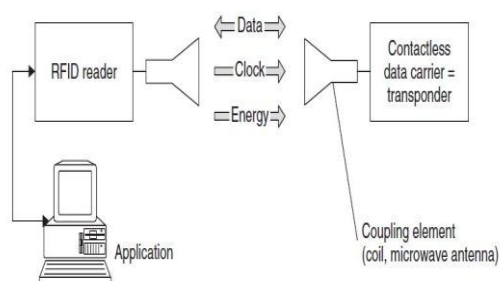 Data
Clock
Energy
RFID reader
Contactless
data carrier =
transponder
Application
Coupling element
(coil, microwave antenna)